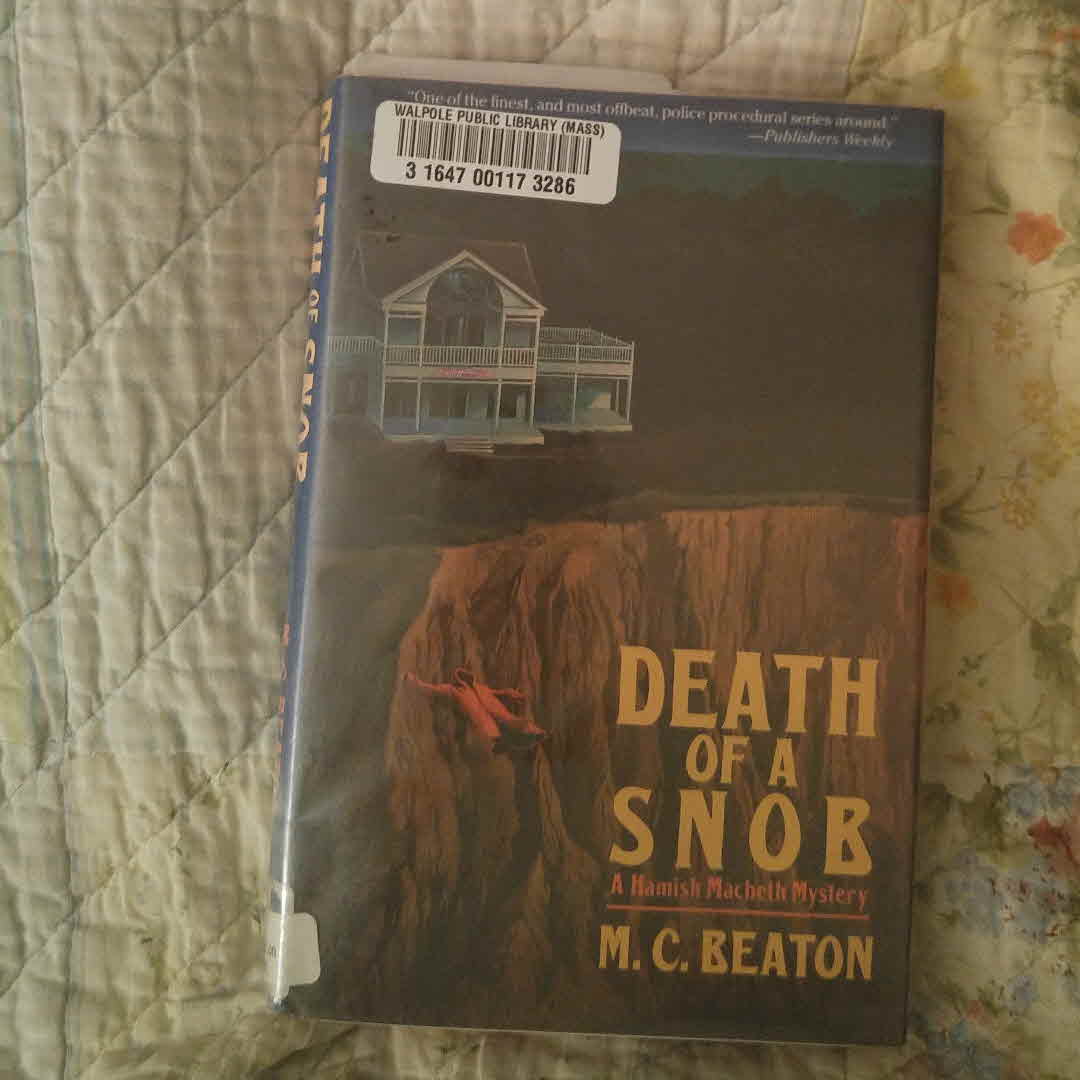 "One of the finest, and most offbeat, police procedural series around."
—Publishers Weekly
WALPOLE PUBLIC LIBRARY (MASS)
3 1647 00117 3286
DEATH
OF A
SNOB
A Hamish Macbeth Mystery
M. C. BEATON
DEATH OF SNOB